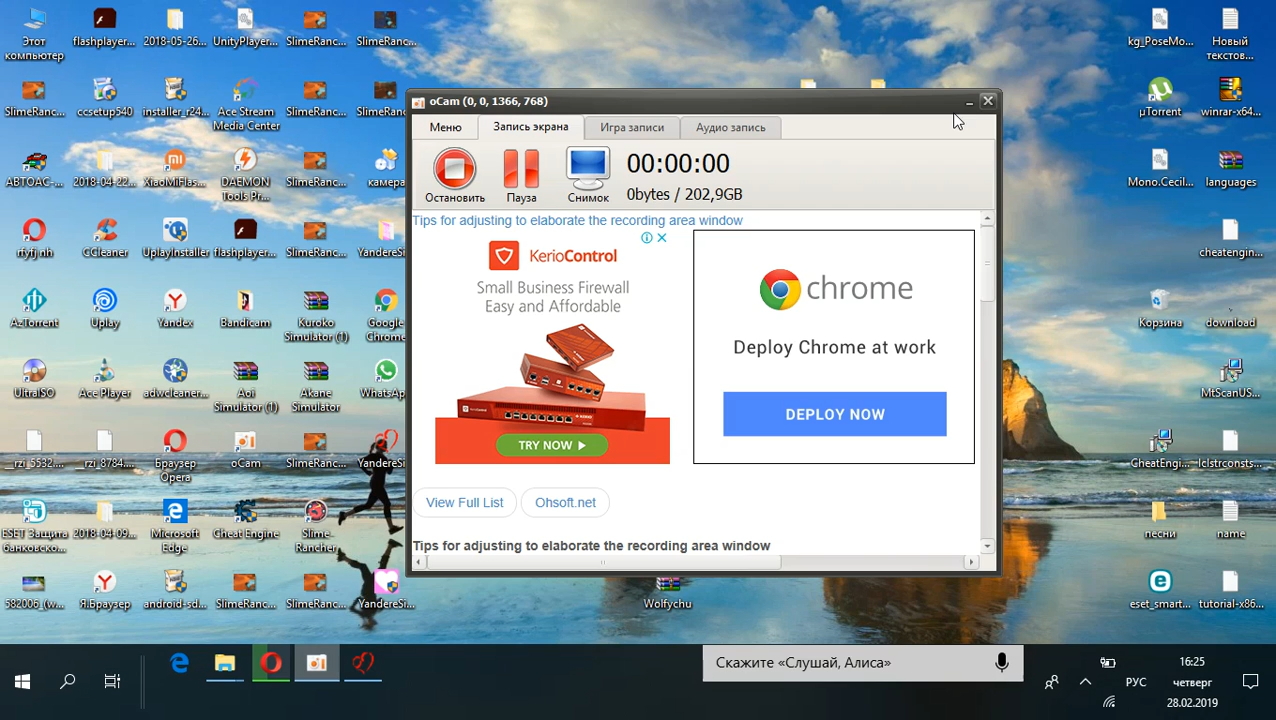 Этот компьютер
flashplayer...
2018-05-26...
UnityPlayer...
SlimeRanc...
SlimeRanc...
kg_PoseMo...
Новый текстов...
SlimeRanc...
ccsetup540
installer_r24...
Ace Stream Media Center
SlimeRanc...
SlimeRanc...
µTorrent
winrar-x64...
АВТОАС-...
2018-04-22...
XiaoMiFlas...
DAEMON Tools Pr...
SlimeRanc...
камера
Mono.Cecil...
languages
rfyfj nh
CCleaner
UplayInstaller
flashplayer...
SlimeRanc...
YandereSi...
cheatengin...
AzTorrent
Uplay
Yandex
Bandicam
Kuroko Simulator (1)
Google Chrome
Корзина
download
UltraISO
Ace Player
adwcleaner...
Aoi Simulator (1)
Akane Simulator
WhatsAp
MtScanUS...
__rzi_5532...
__rzi_8784...
Браузер Opera
oCam
SlimeRanc...
YandereSi
CheatEngi...
lclstrconsts...
ESET Защита банковско...
2018-04-09...
Microsoft Edge
Cheat Engine
Slime-Rancher...
песни
name
582006_(w...
Я.Браузер
android-sd...
SlimeRanc...
SlimeRanc...
YandereSi...
Wolfychu
eset_smart...
tutorial-x86...
oCam (0, 0, 1366, 768)
Меню
Запись экрана
Игра записи
Аудио запись
Остановить
Пауза
Снимок
00:00:00
0bytes / 202,9GB
Tips for adjusting to elaborate the recording area window
KerioControl
Small Business Firewall
Easy and Affordable
TRY NOW
chrome
Deploy Chrome at work
DEPLOY NOW
View Full List
Ohsoft.net
Tips for adjusting to elaborate the recording area window
Скажите «Слушай, Алиса»
РУС
16:25
четверг
28.02.2019